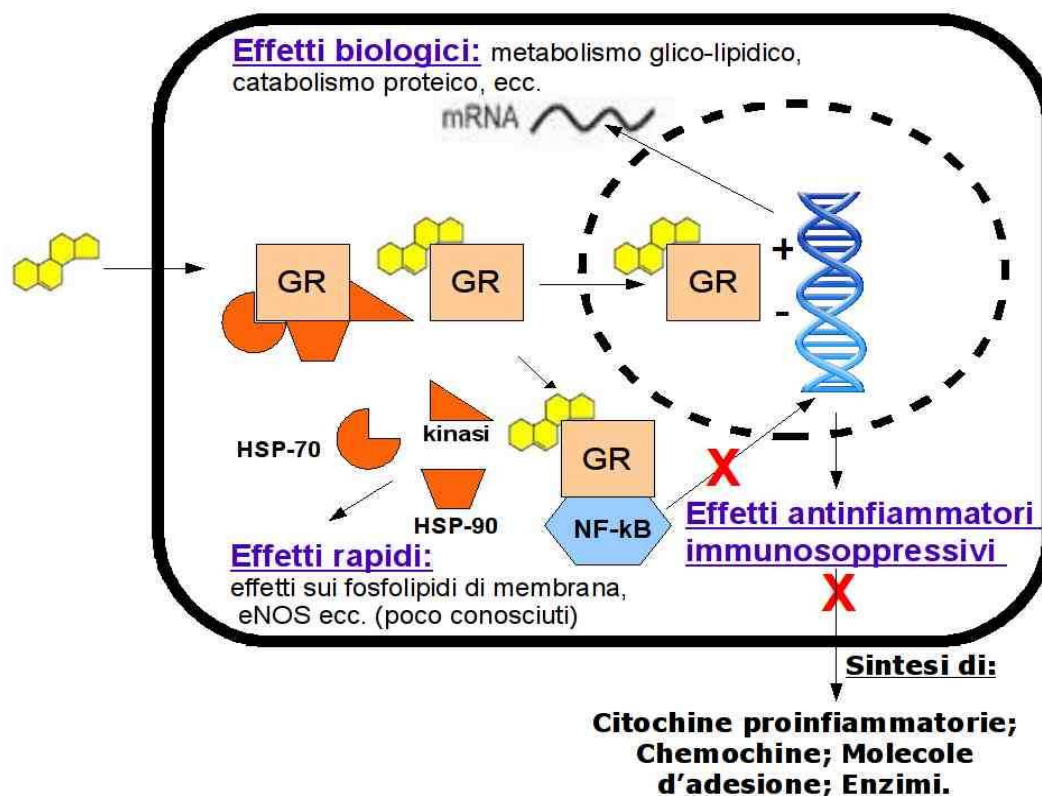 Effetti biologici: metabolismo glico-lipidico,
catabolismo proteico, ecc.
mRNA
GR
GR
GR
+
-
kinasi
HSP-70
HSP-90
GR
NF-kB
X
Effetti antinfiammatori
immunosoppressivi
X
Effetti rapidi:
effetti sui fosfolipidi di membrana,
eNOS ecc. (poco conosciuti)
Sintesi di:
Citochine proinfiammatorie;
Chemochine; Molecole
d'adesione; Enzimi.